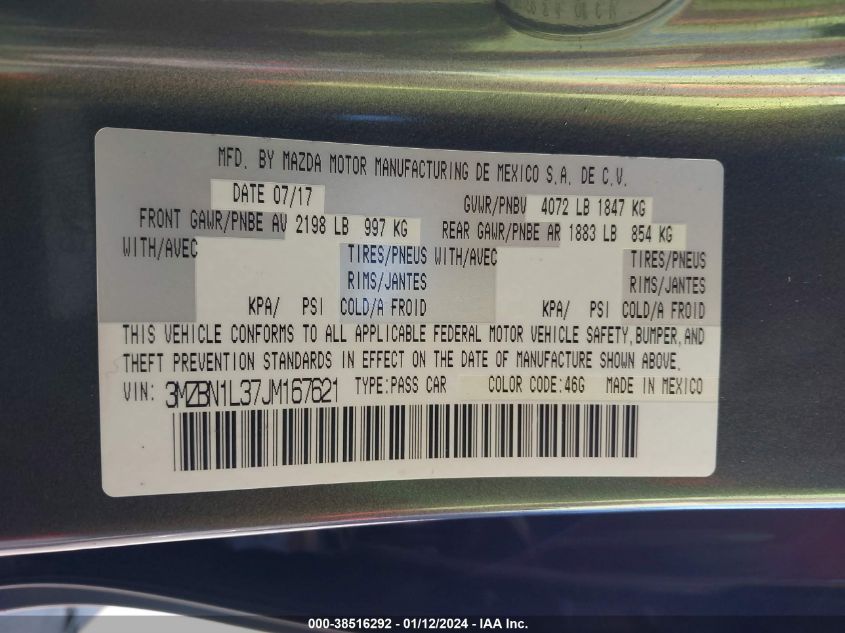 MFD. BY MAZDA MOTOR MANUFACTURING DE MEXICO S.A. DE C.V.
DATE 07/17 GVWR/PNBV 4072 LB 1847 KG
FRONT GAWR/PNBE AV 2198 LB 997 KG REAR GAWR/PNBE AR 1883 LB 854 KG
WITH/AVEC TIRES/PNEUS WITH/AVEC TIRES/PNEUS
RIMS/JANTES RIMS/JANTES
KPA/ PSI COLD/A FROID KPA/ PSI COLD/A FROID
THIS VEHICLE CONFORMS TO ALL APPLICABLE FEDERAL MOTOR VEHICLE SAFETY, BUMPER, AND
THEFT PREVENTION STANDARDS IN EFFECT ON THE DATE OF MANUFACTURE SHOWN ABOVE.
VIN: 3MZBN1L37JM167621 TYPE:PASS CAR COLOR CODE:46G MADE IN MEXICO
000-38516292 - 01/12/2024 - IAA Inc.